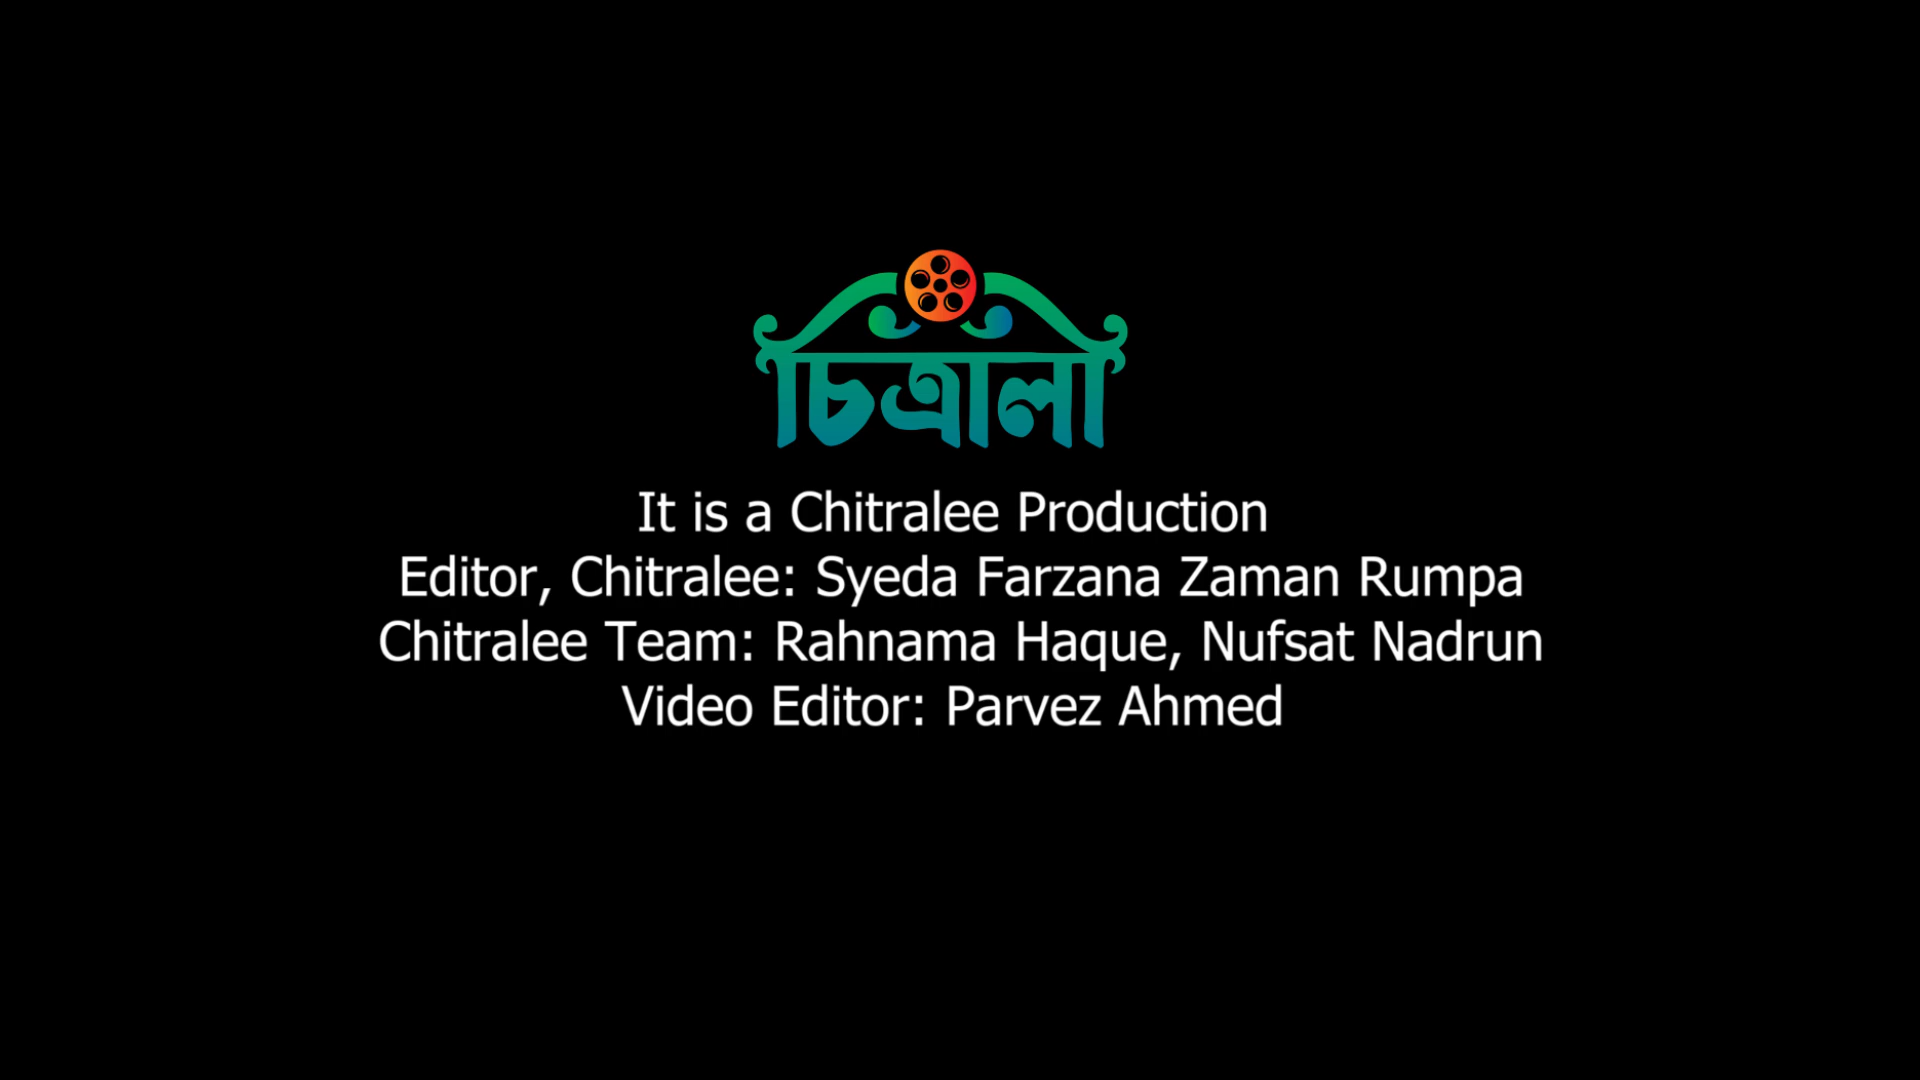 চিত্রালী
It is a Chitralee Production
Editor, Chitralee: Syeda Farzana Zaman Rumpa
Chitralee Team: Rahnama Haque, Nufsat Nadrun
Video Editor: Parvez Ahmed